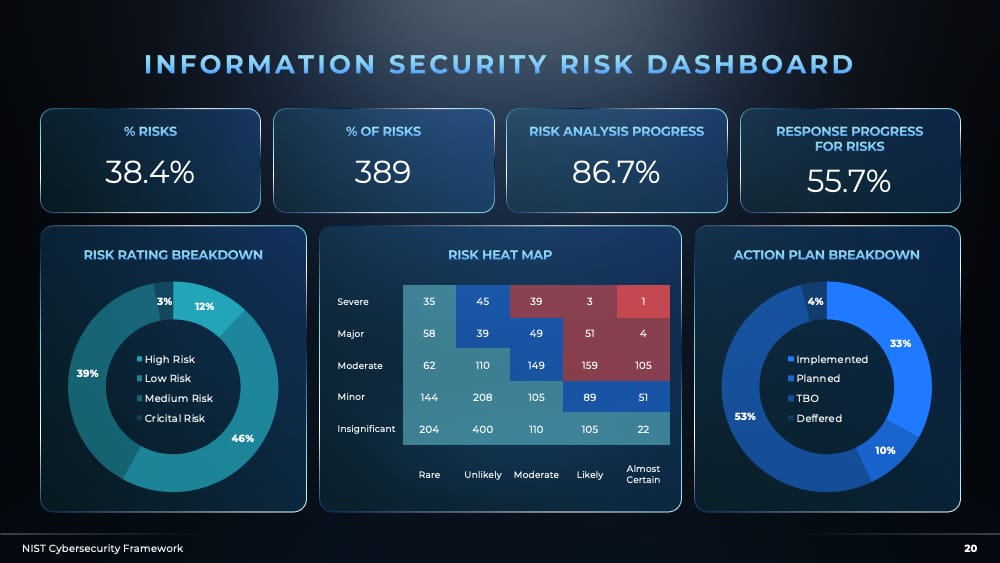 INFORMATION SECURITY RISK DASHBOARD
% RISKS
38.4%
% OF RISKS
389
RISK ANALYSIS PROGRESS
86.7%
RESPONSE PROGRESS
FOR RISKS
55.7%
RISK RATING BREAKDOWN
3%
12%
39%
46%
High Risk
Low Risk
Medium Risk
Cricital Risk
RISK HEAT MAP
Severe 35 45 39 3 1
Major 58 39 49 51 4
Moderate 62 110 149 159 105
Minor 144 208 105 89 51
Insignificant 204 400 110 105 22
Rare Unlikely Moderate Likely Almost
Certain
ACTION PLAN BREAKDOWN
4%
33%
53%
10%
Implemented
Planned
TBO
Deffered
NIST Cybersecurity Framework
20